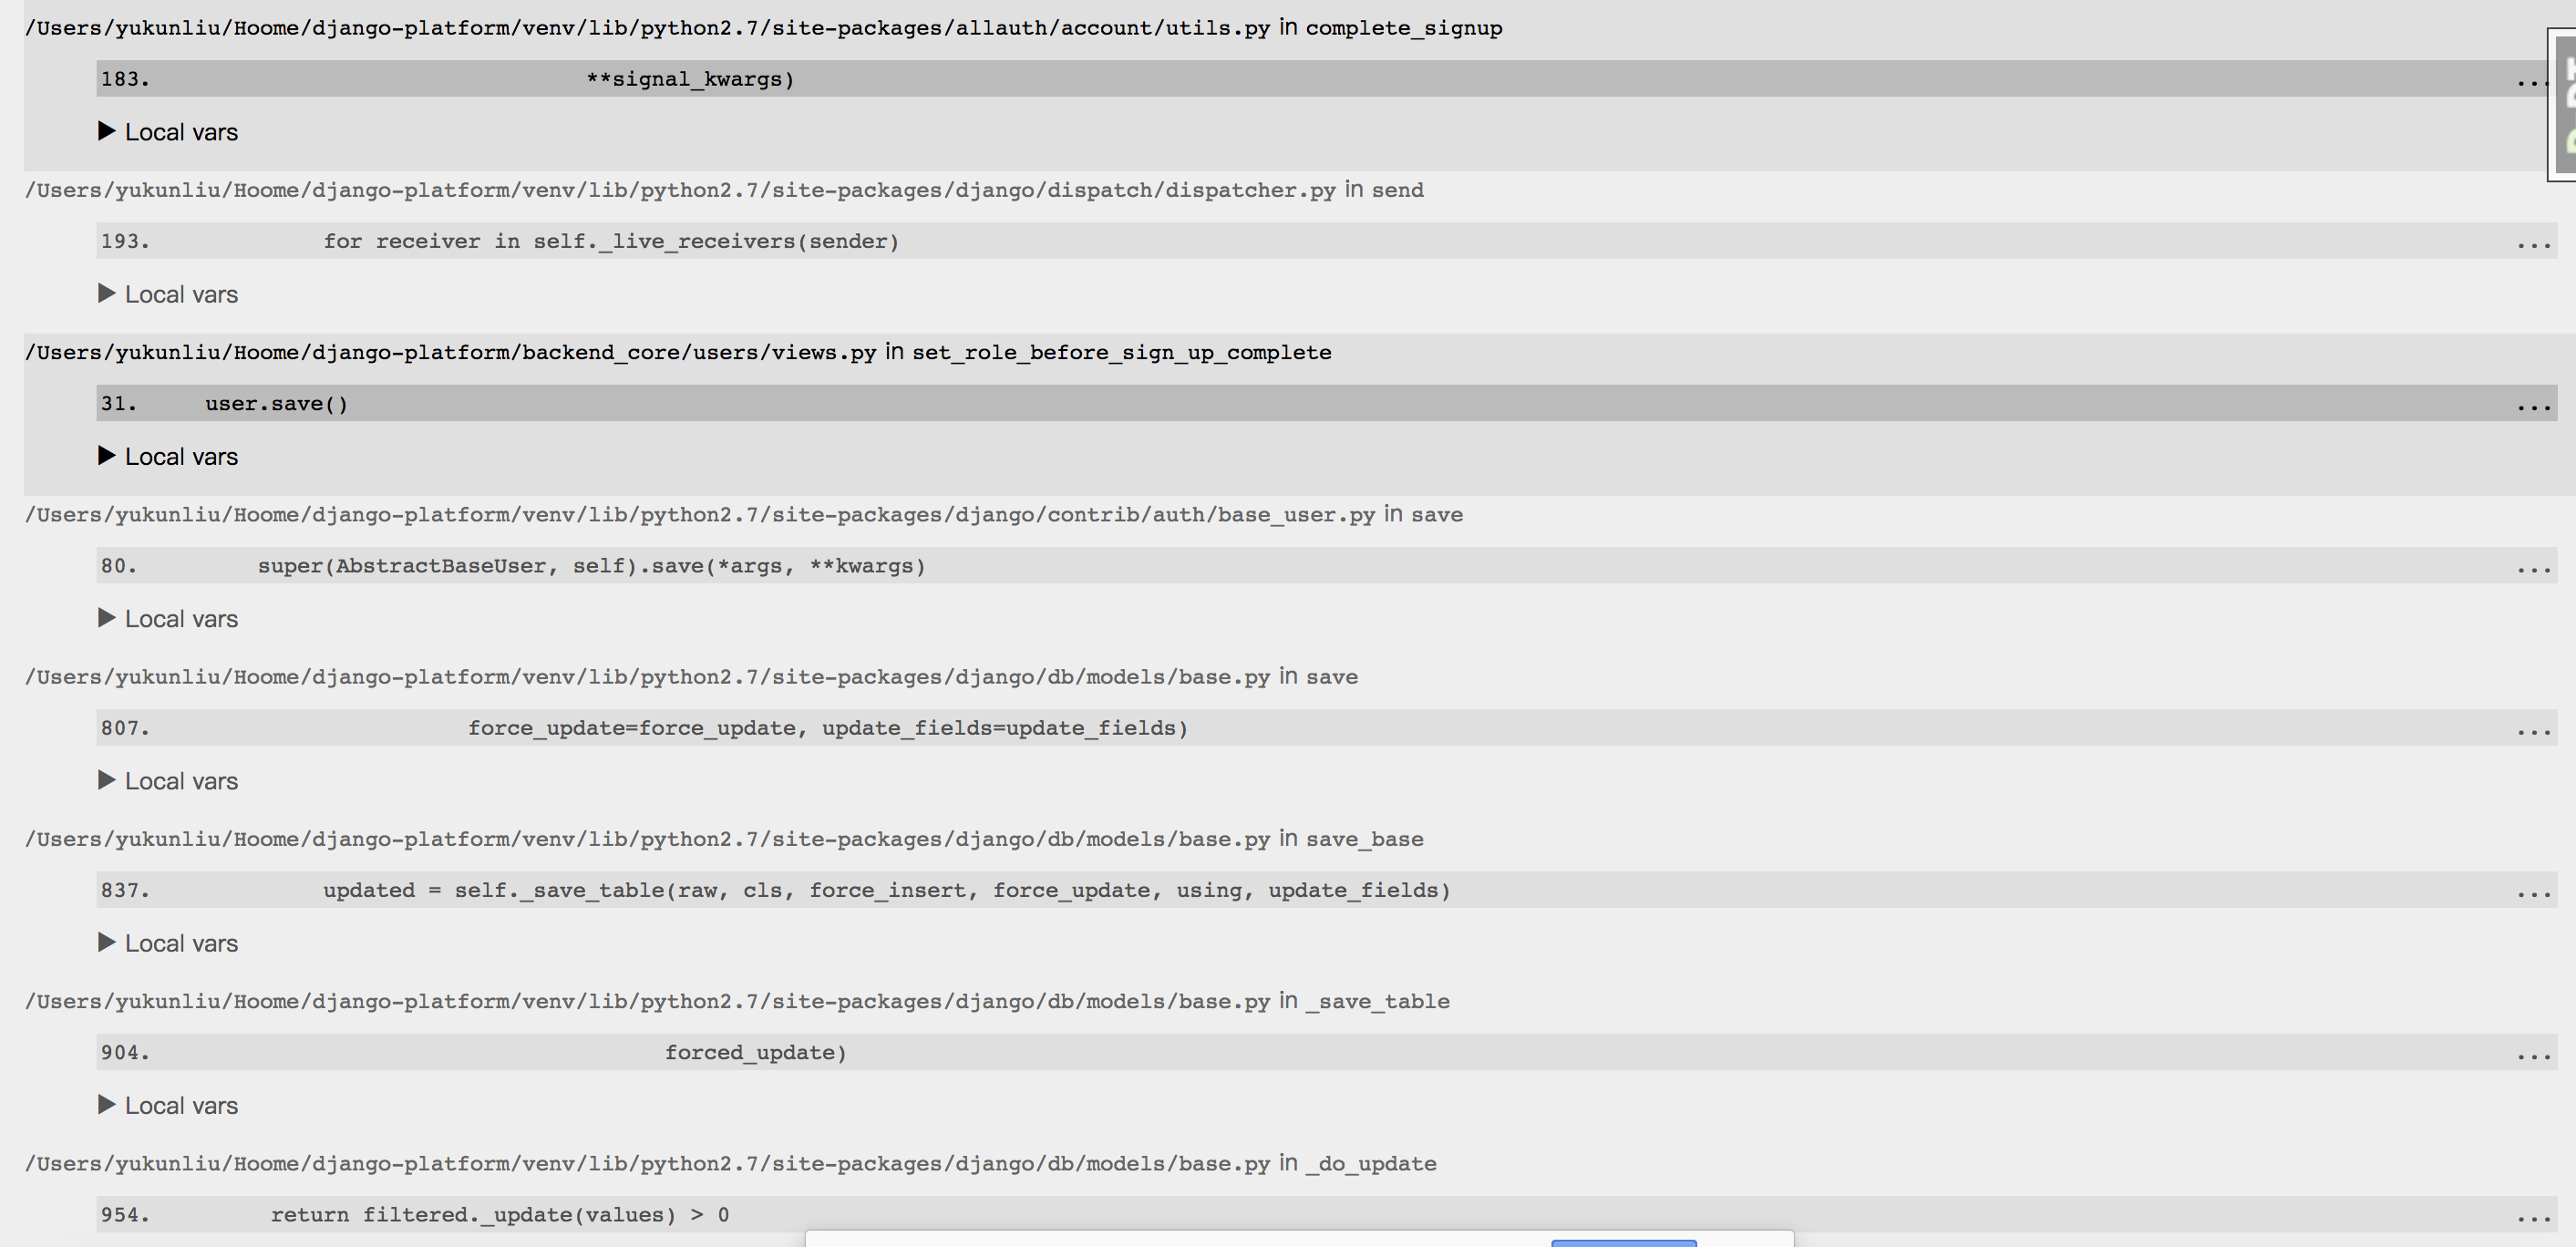 /Users/yukunliu/Hoome/django-platform/venv/lib/python2.7/site-packages/allauth/account/utils.py in complete_signup
183. **signal_kwargs) ...
▶ Local vars
/Users/yukunliu/Hoome/django-platform/venv/lib/python2.7/site-packages/django/dispatch/dispatcher.py in send
193. for receiver in self._live_receivers(sender) ...
▶ Local vars
/Users/yukunliu/Hoome/django-platform/backend_core/users/views.py in set_role_before_sign_up_complete
31. user.save() ...
▶ Local vars
/Users/yukunliu/Hoome/django-platform/venv/lib/python2.7/site-packages/django/contrib/auth/base_user.py in save
80. super(AbstractBaseUser, self).save(*args, **kwargs) ...
▶ Local vars
/Users/yukunliu/Hoome/django-platform/venv/lib/python2.7/site-packages/django/db/models/base.py in save
807. force_update=force_update, update_fields=update_fields) ...
▶ Local vars
/Users/yukunliu/Hoome/django-platform/venv/lib/python2.7/site-packages/django/db/models/base.py in save_base
837. updated = self._save_table(raw, cls, force_insert, force_update, using, update_fields) ...
▶ Local vars
/Users/yukunliu/Hoome/django-platform/venv/lib/python2.7/site-packages/django/db/models/base.py in _save_table
904. forced_update) ...
▶ Local vars
/Users/yukunliu/Hoome/django-platform/venv/lib/python2.7/site-packages/django/db/models/base.py in _do_update
954. return filtered._update(values) > 0 ...